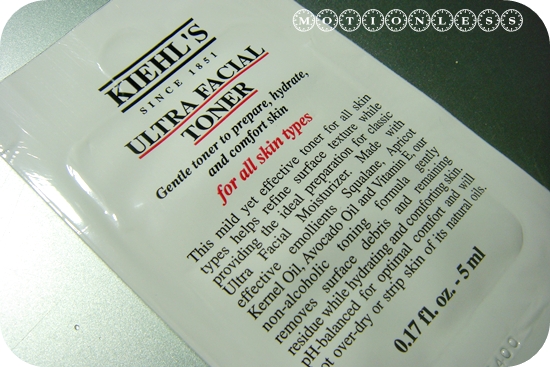 MOTIONLESS
KIEHL'S
SINCE 1851
ULTRA FACIAL
TONER
Gentle toner to prepare, hydrate,
and comfort skin
for all skin types
This mild yet effective toner for all skin
types helps refine surface texture while
providing the ideal preparation for classic
Ultra Facial Moisturizer. Made with
effective emollients Squalane, Apricot
Kernel Oil, Avocado Oil and Vitamin E, our
non-alcoholic toning formula gently
removes surface debris and remaining
residue while hydrating and comforting skin.
pH-balanced for optimal comfort and will
not over-dry or strip skin of its natural oils.
0.17 fl. oz. - 5 ml